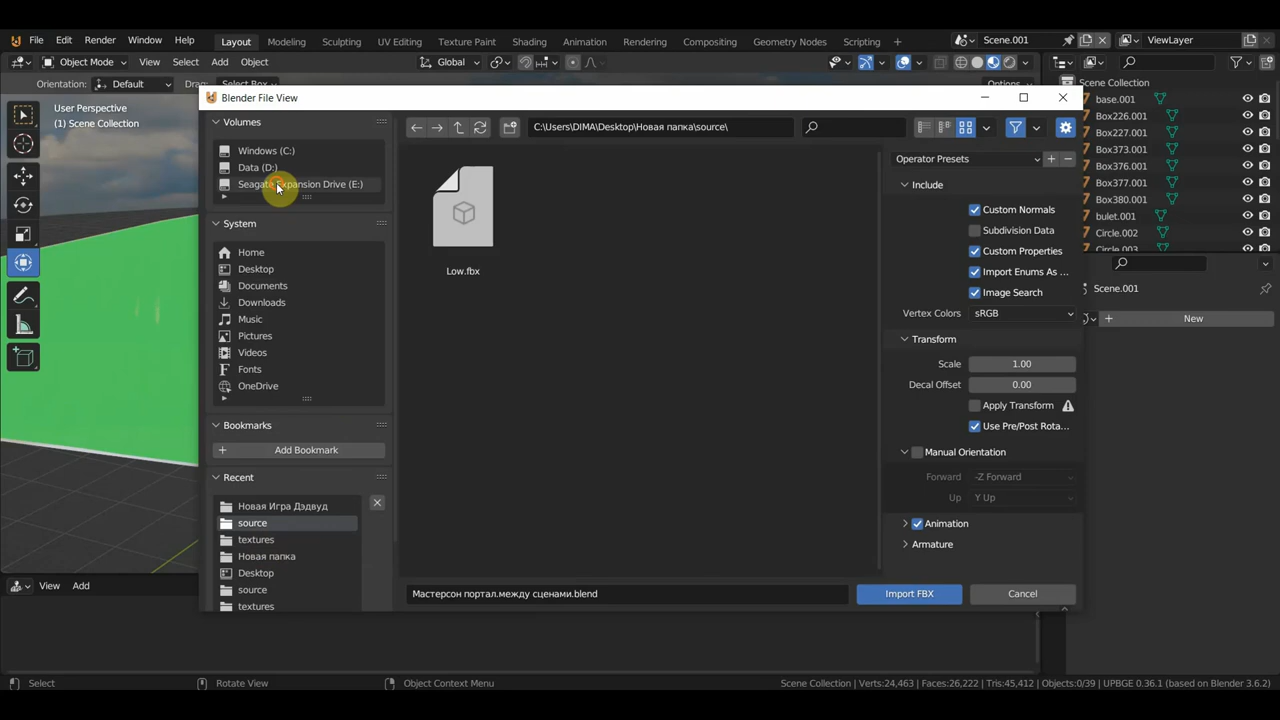 File Edit Render Window Help Layout Modeling Sculpting UV Editing Texture Paint Shading Animation Rendering Compositing Geometry Nodes Scripting + Scene.001 ViewLayer
Object Mode View Select Add Object Global
Orientation: Default Drag: Select Box Options
User Perspective
(1) Scene Collection
Blender File View
Volumes
Windows (C:)
Data (D:)
Seagate Expansion Drive (E:)
System
Home
Desktop
Documents
Downloads
Music
Pictures
Videos
Fonts
OneDrive
Bookmarks
Add Bookmark
Recent
Новая Игра Дэдвуд
source
textures
Новая папка
Desktop
source
textures
C:\Users\DIMA\Desktop\Новая папка\source\
Low.fbx
Мастерсон портал.между сценами.blend
Import FBX
Cancel
Operator Presets
Include
Custom Normals
Subdivision Data
Custom Properties
Import Enums As ...
Image Search
Vertex Colors sRGB
Transform
Scale 1.00
Decal Offset 0.00
Apply Transform
Use Pre/Post Rota...
Manual Orientation
Forward -Z Forward
Up Y Up
Animation
Armature
Scene Collection
base.001
Box226.001
Box227.001
Box373.001
Box376.001
Box377.001
Box380.001
bulet.001
Circle.002
Circle.003
Scene.001
New
View Add
Select Rotate View Object Context Menu
Scene Collection | Verts:24,463 | Faces:26,222 | Tris:45,412 | Objects:0/39 | UPBGE 0.36.1 (based on Blender 3.6.2)